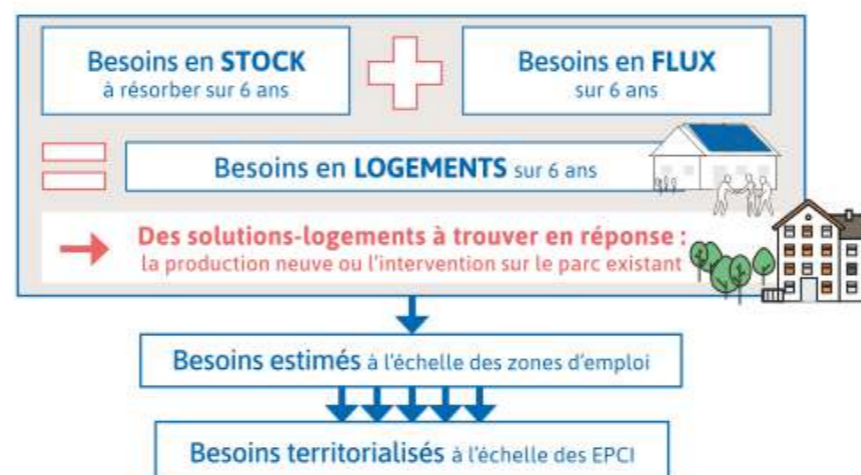 Besoins en STOCK
à résorber sur 6 ans
Besoins en FLUX
sur 6 ans
Besoins en LOGEMENTS sur 6 ans
Des solutions-logements à trouver en réponse :
la production neuve ou l'intervention sur le parc existant
Besoins estimés à l'échelle des zones d'emploi
Besoins territorialisés à l'échelle des EPCI